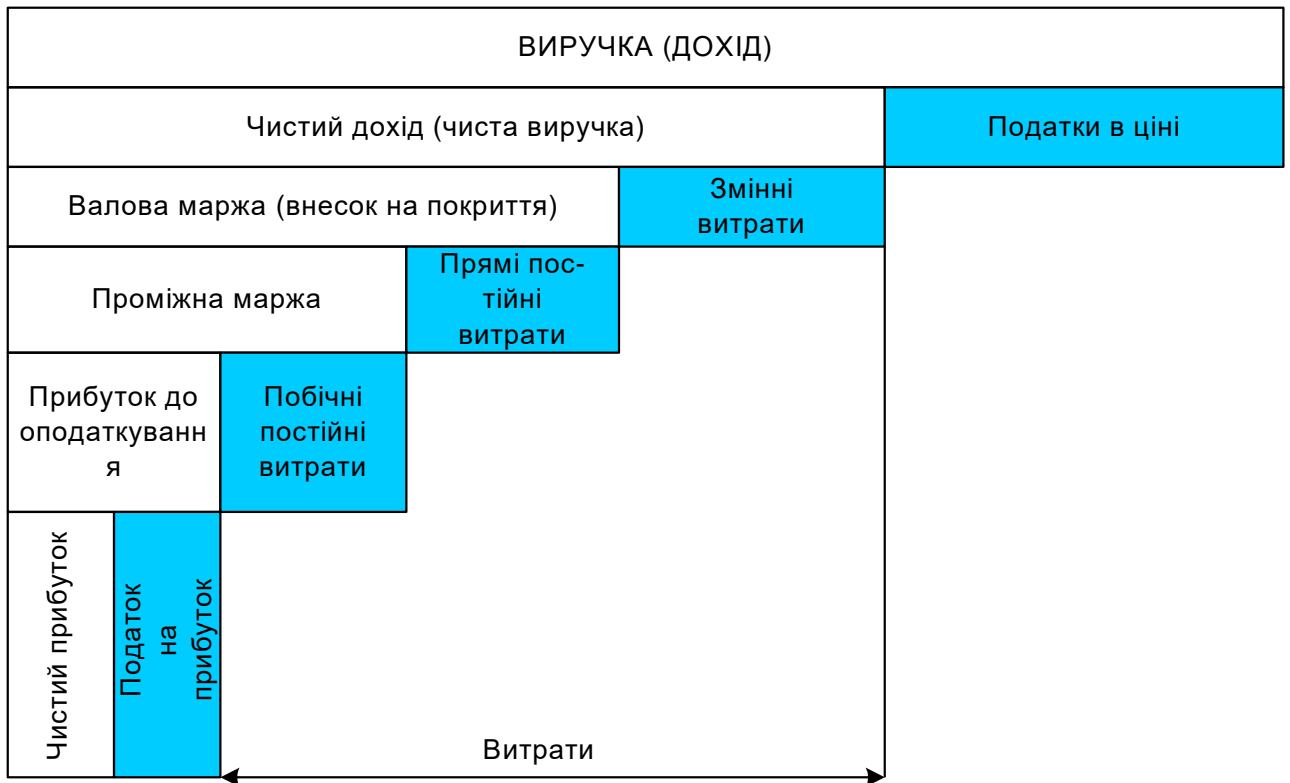 ВИРУЧКА (ДОХІД)
Чистий дохід (чиста виручка)
Податки в ціні
Валова маржа (внесок на покриття)
Змінні
витрати
Проміжна маржа
Прямі пос-
тійні
витрати
Прибуток до
оподаткуванн
я
Побічні
постійні
витрати
Чистий прибуток
Податок
на
прибуток
Витрати